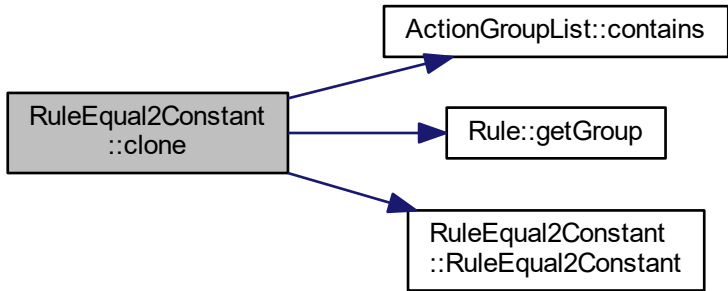 RuleEqual2Constant
::clone
ActionGroupList::contains
Rule::getGroup
RuleEqual2Constant
::RuleEqual2Constant